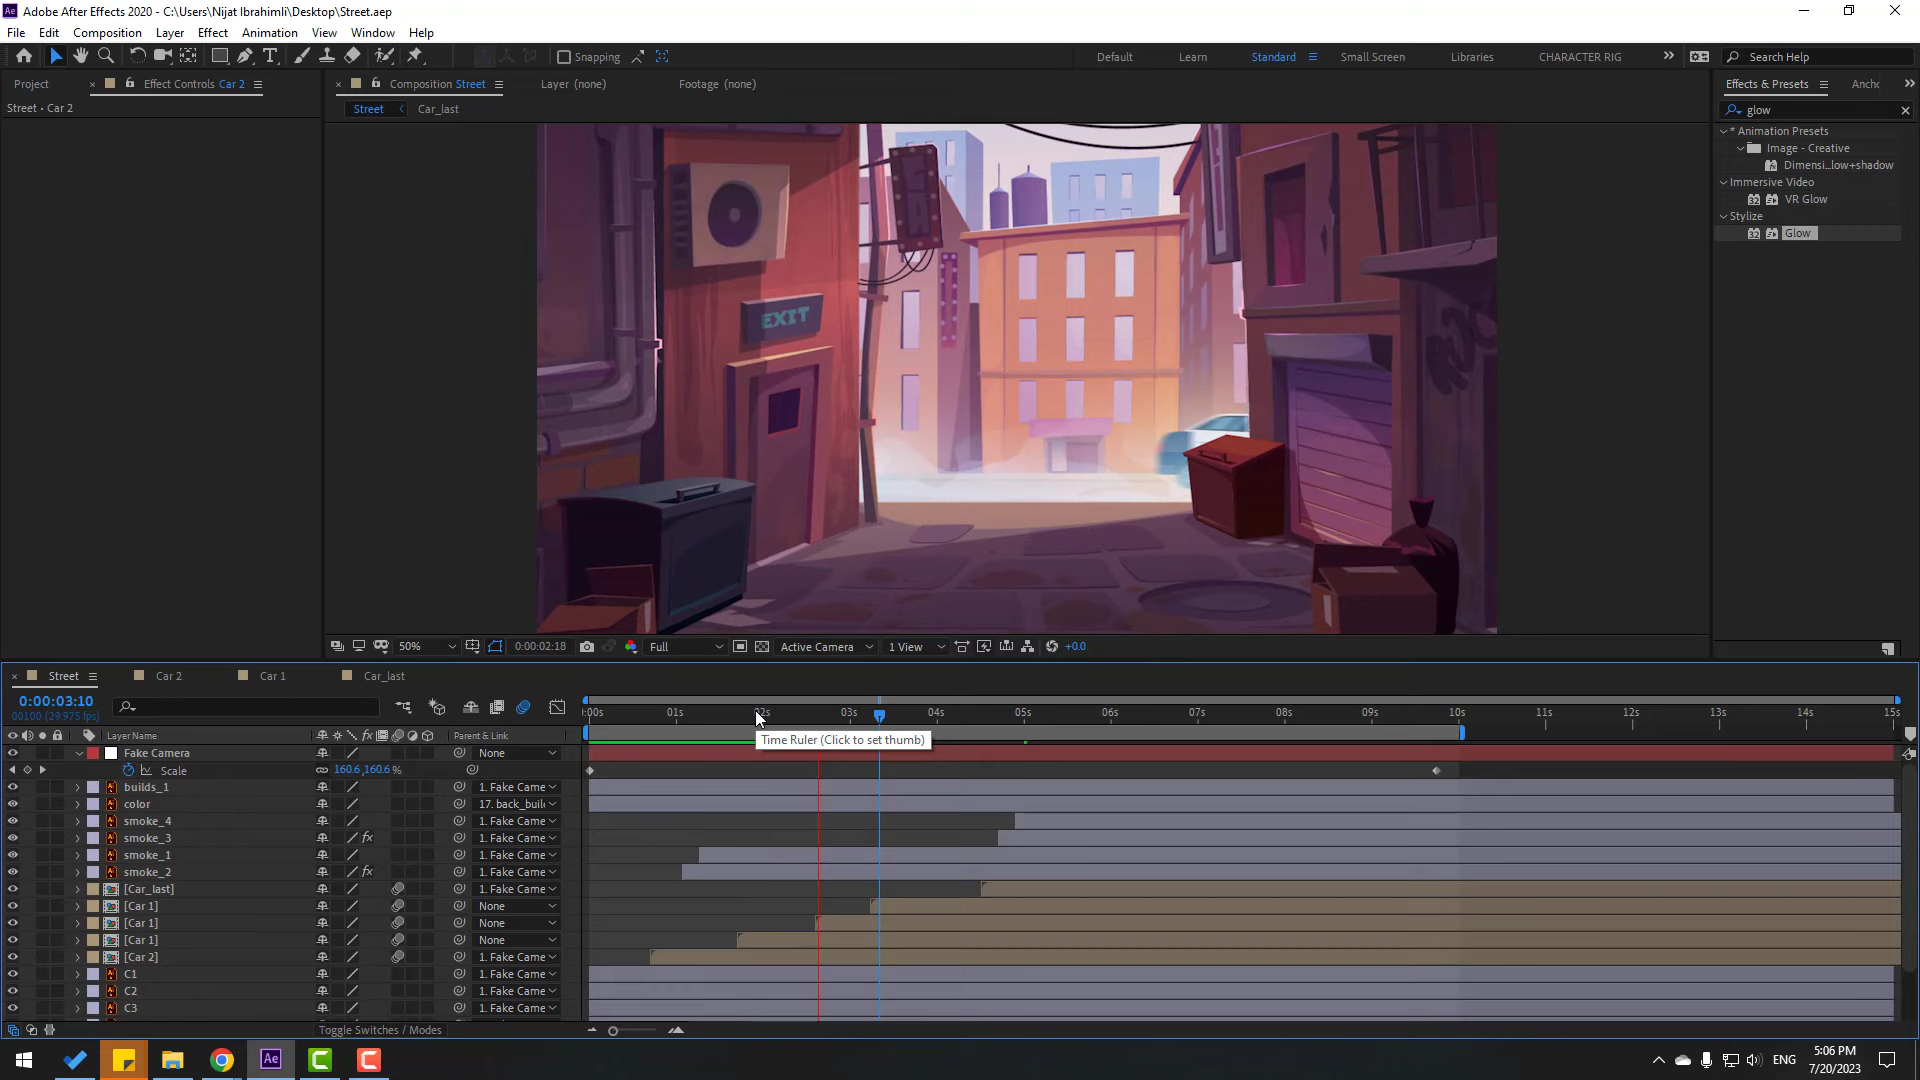 Adobe After Effects 2020 - C:\Users\Nijat Ibrahimli\Desktop\Street.aep
File Edit Composition Layer Effect Animation View Window Help
Snapping Default Learn Standard Small Screen Libraries CHARACTER RIG Search Help
Project Effect Controls Car 2 Composition Street Layer (none) Footage (none) Effects & Presets
Street • Car 2 Street Car_last glow
* Animation Presets
Image - Creative
Dimensi...low+shadow
Immersive Video
VR Glow
Stylize
Glow
EXIT
50% 0:00:02:18 Full Active Camera 1 View +0.0
Street Car 2 Car 1 Car_last
0:00:03:10
00100 (29.975 fps)
:00s 01s 02s 03s 04s 05s 06s 07s 08s 09s 10s 11s 12s 13s 14s 15s
Layer Name Parent & Link
Time Ruler (Click to set thumb)
Fake Camera None
Scale 160.6,160.6%
builds_1 1. Fake Came
color 17. back_buil
smoke_4 1. Fake Came
smoke_3 fx 1. Fake Came
smoke_1 1. Fake Came
smoke_2 fx 1. Fake Came
[Car_last] 1. Fake Came
[Car 1] None
[Car 1] None
[Car 1] None
[Car 2] 1. Fake Came
C1 1. Fake Came
C2 1. Fake Came
C3 1. Fake Came
Toggle Switches / Modes
ENG
5:06 PM
7/20/2023